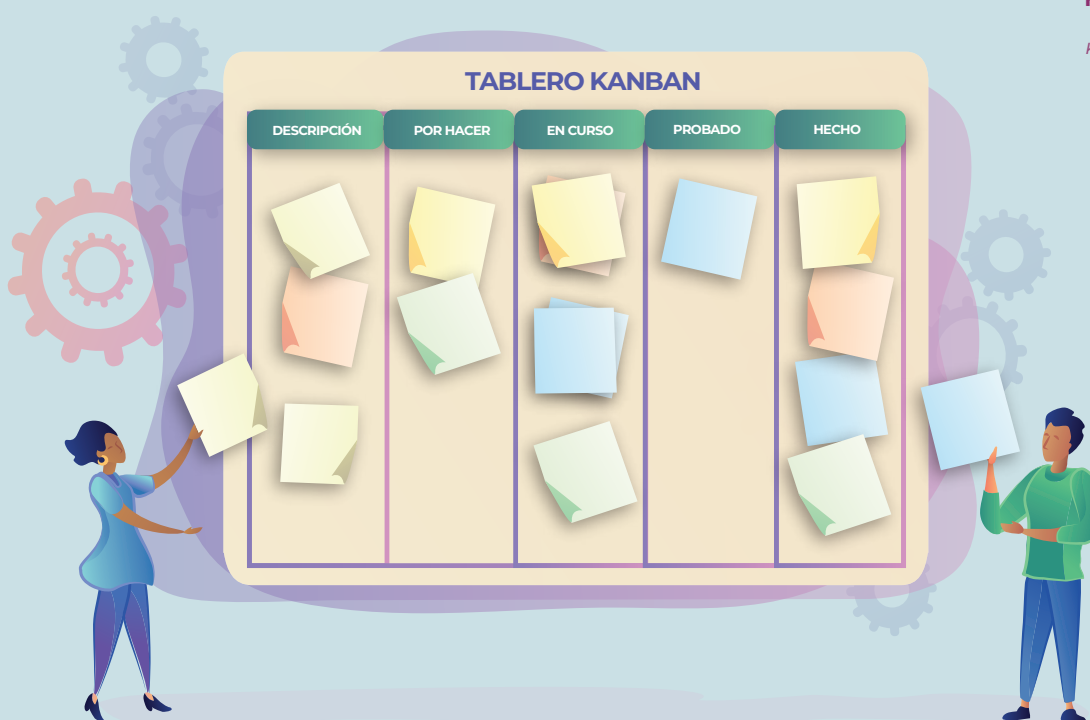 TABLERO KANBAN
DESCRIPCIÓN
POR HACER
EN CURSO
PROBADO
HECHO